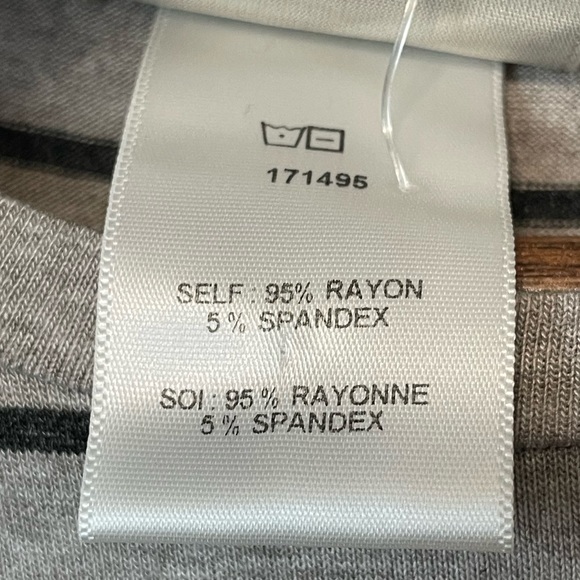 171495
SELF : 95% RAYON
5 % SPANDEX
SOI : 95 % RAYONNE
5 % SPANDEX